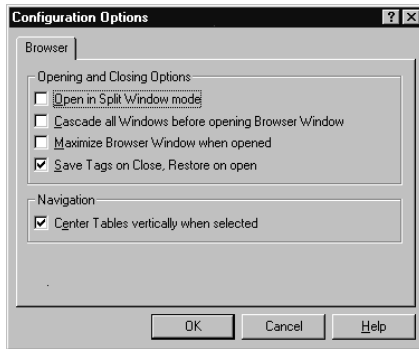 Configuration Options
Browser
Opening and Closing Options
Open in Split Window mode
Cascade all Windows before opening Browser Window
Maximize Browser Window when opened
Save Tags on Close, Restore on open
Navigation
Center Tables vertically when selected
OK Cancel Help